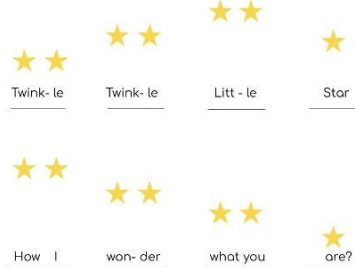 Twink- le Twink- le Litt - le Star
How I won- der what you are?